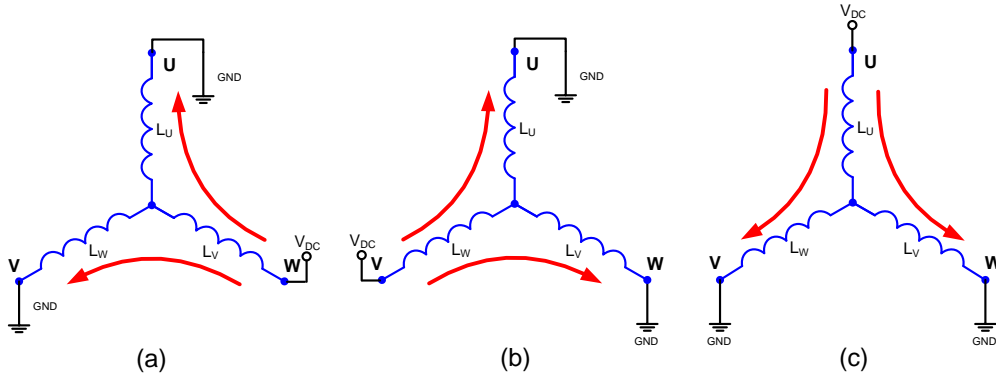 U
GND
L_U
L_W
L_V
V_DC
V
W
GND
(a)
U
GND
L_U
V_DC
L_W
L_V
V
W
GND
(b)
V_DC
U
L_U
L_W
L_V
V
W
GND
GND
(c)